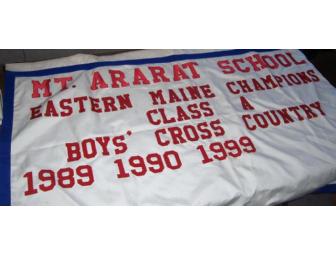 MT. ARARAT SCHOOL
EASTERN MAINE CHAMPIONS
CLASS A
BOYS' CROSS COUNTRY
1989 1990 1999